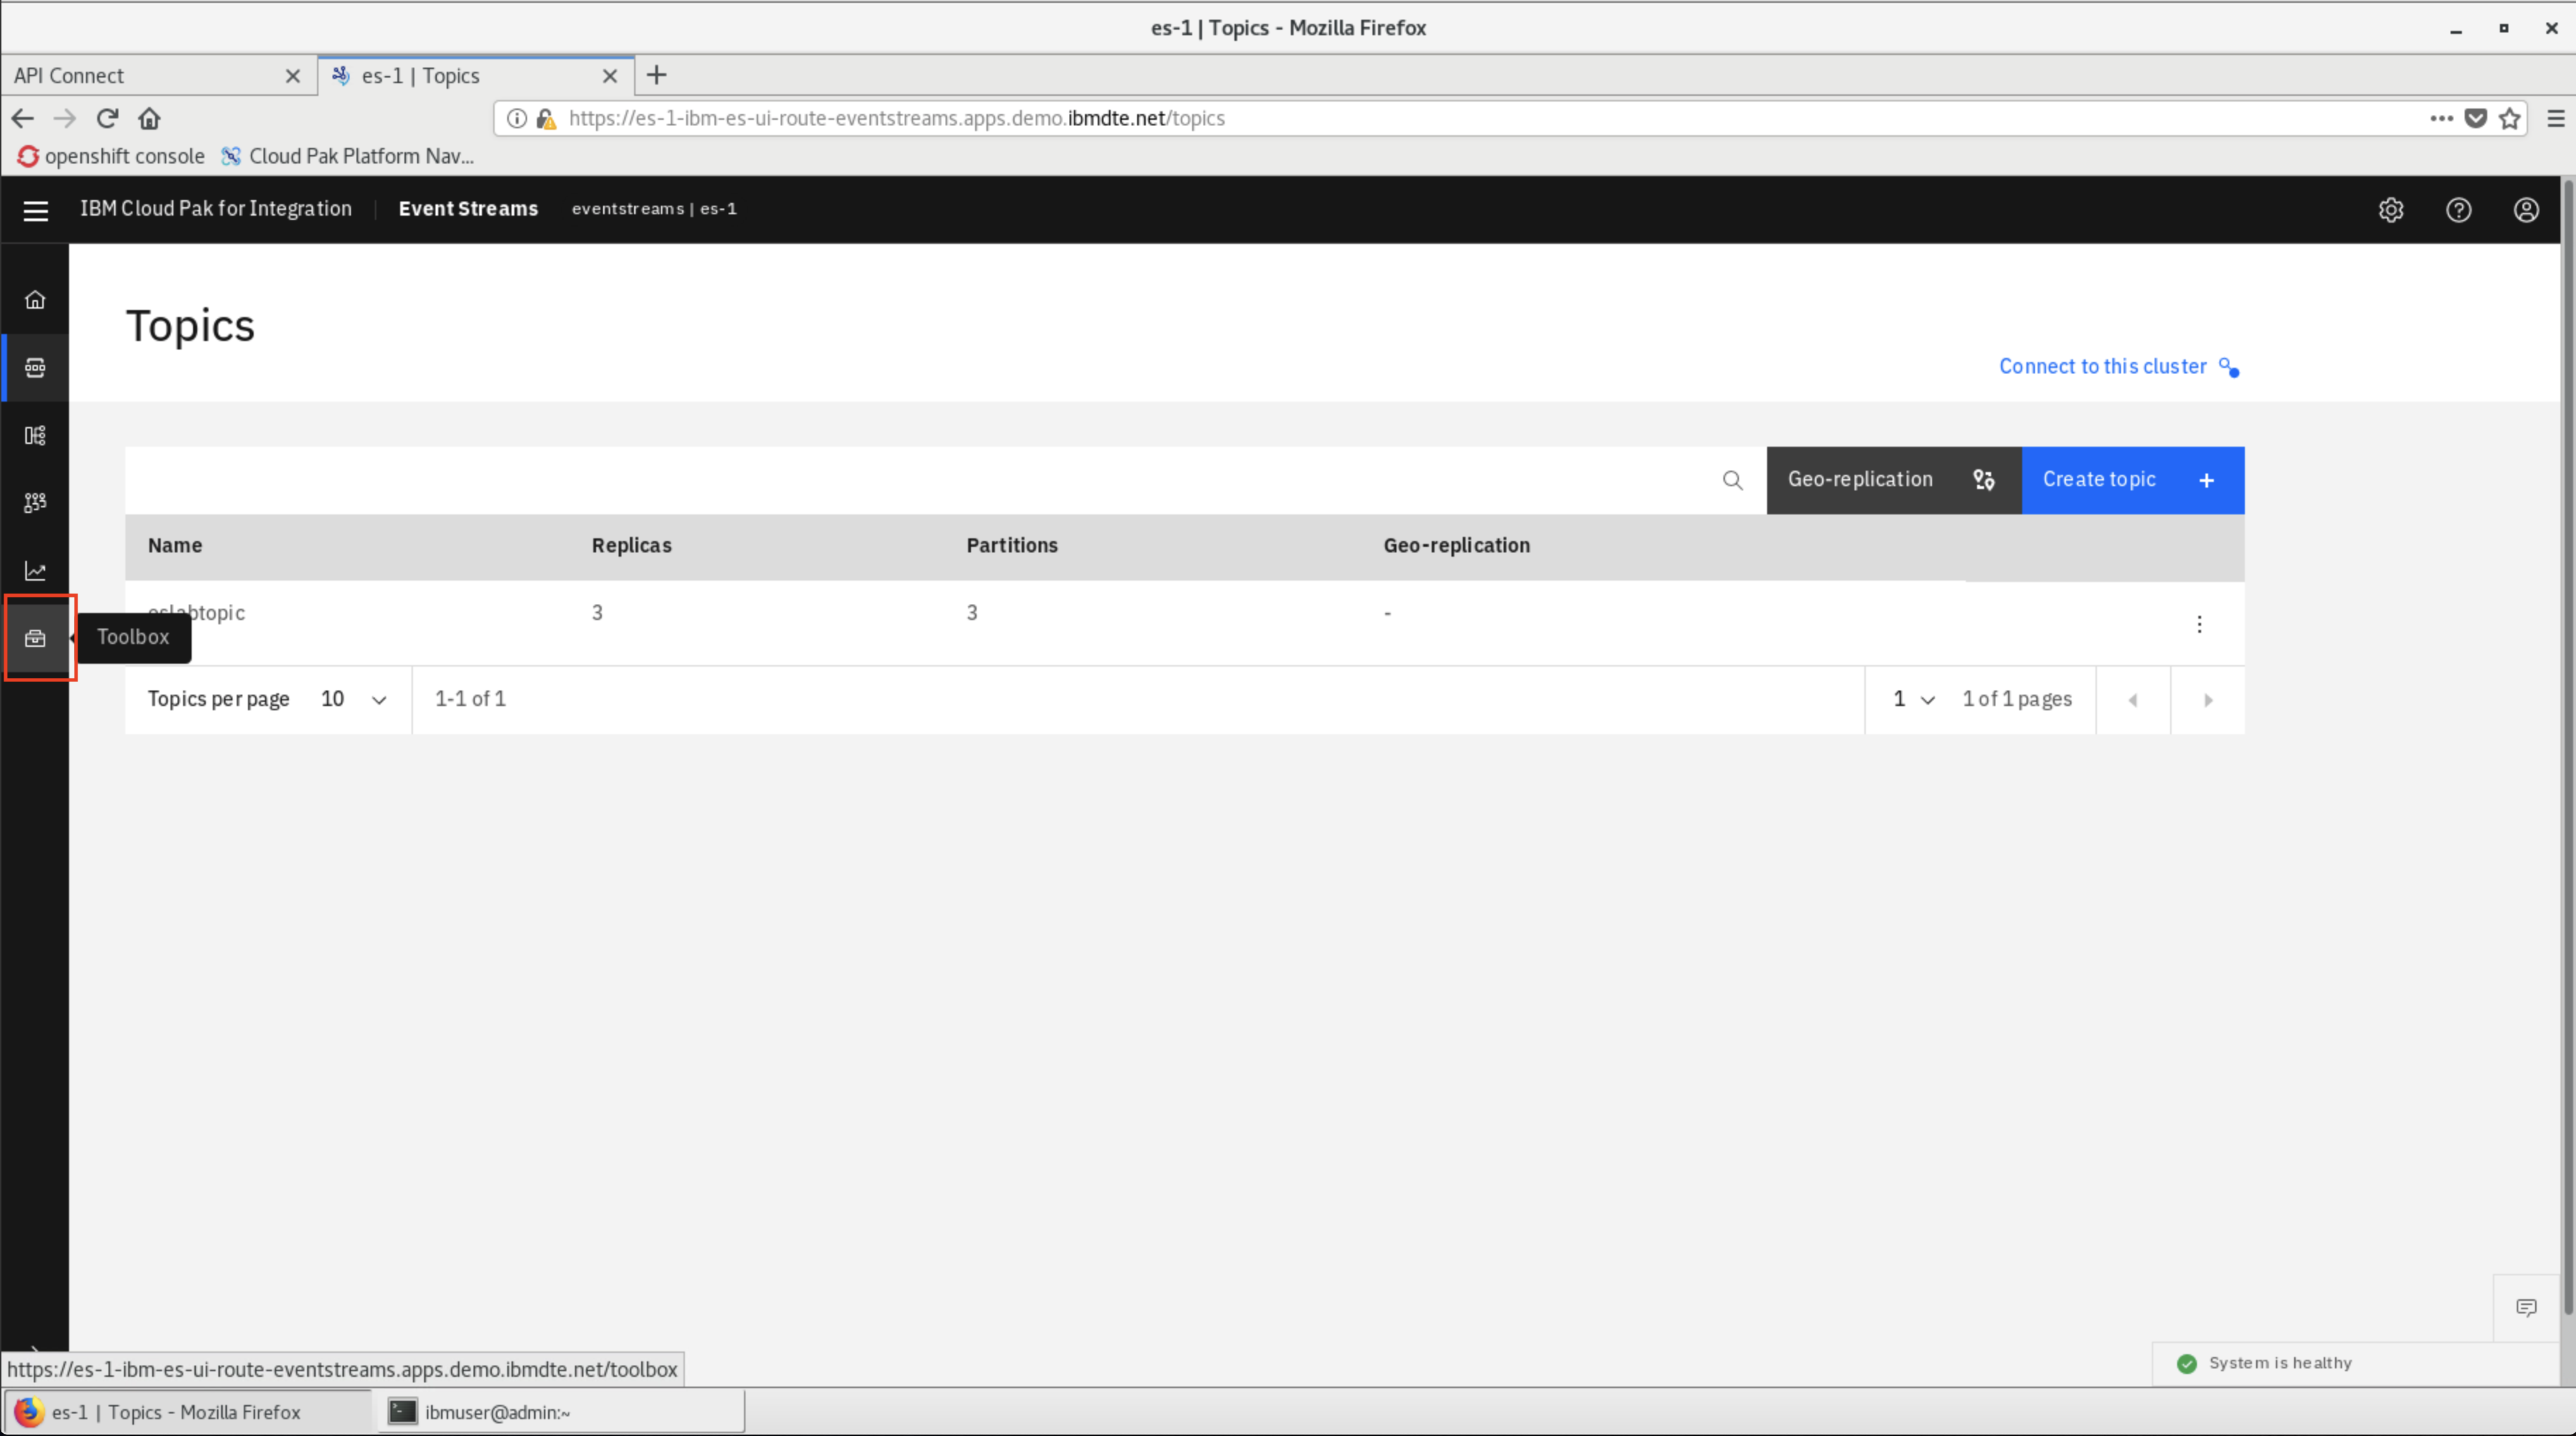 es-1 | Topics - Mozilla Firefox
API Connect
es-1 | Topics
https://es-1-ibm-es-ui-route-eventstreams.apps.demo.ibmdte.net/topics
openshift console
Cloud Pak Platform Nav...
IBM Cloud Pak for Integration
Event Streams
eventstreams | es-1
Topics
Connect to this cluster
Geo-replication
Create topic
Name Replicas Partitions Geo-replication
eslabtopic 3 3 -
Toolbox
Topics per page 10
1-1 of 1
1
1 of 1 pages
https://es-1-ibm-es-ui-route-eventstreams.apps.demo.ibmdte.net/toolbox
System is healthy
es-1 | Topics - Mozilla Firefox
ibmuser@admin:~